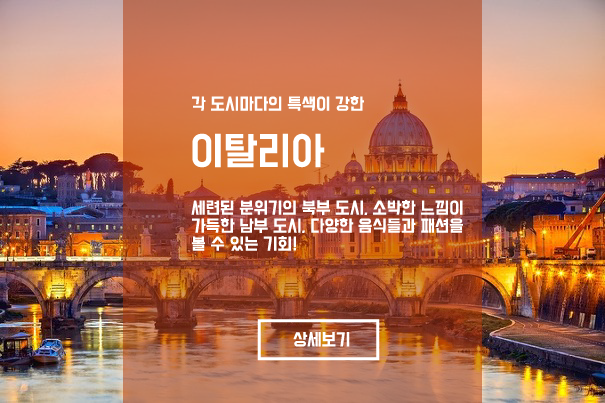 각 도시마다의 특색이 강한
이탈리아
세련된 분위기의 북부 도시, 소박한 느낌이
가득한 남부 도시. 다양한 음식들과 패션을
볼 수 있는 기회!
상세보기